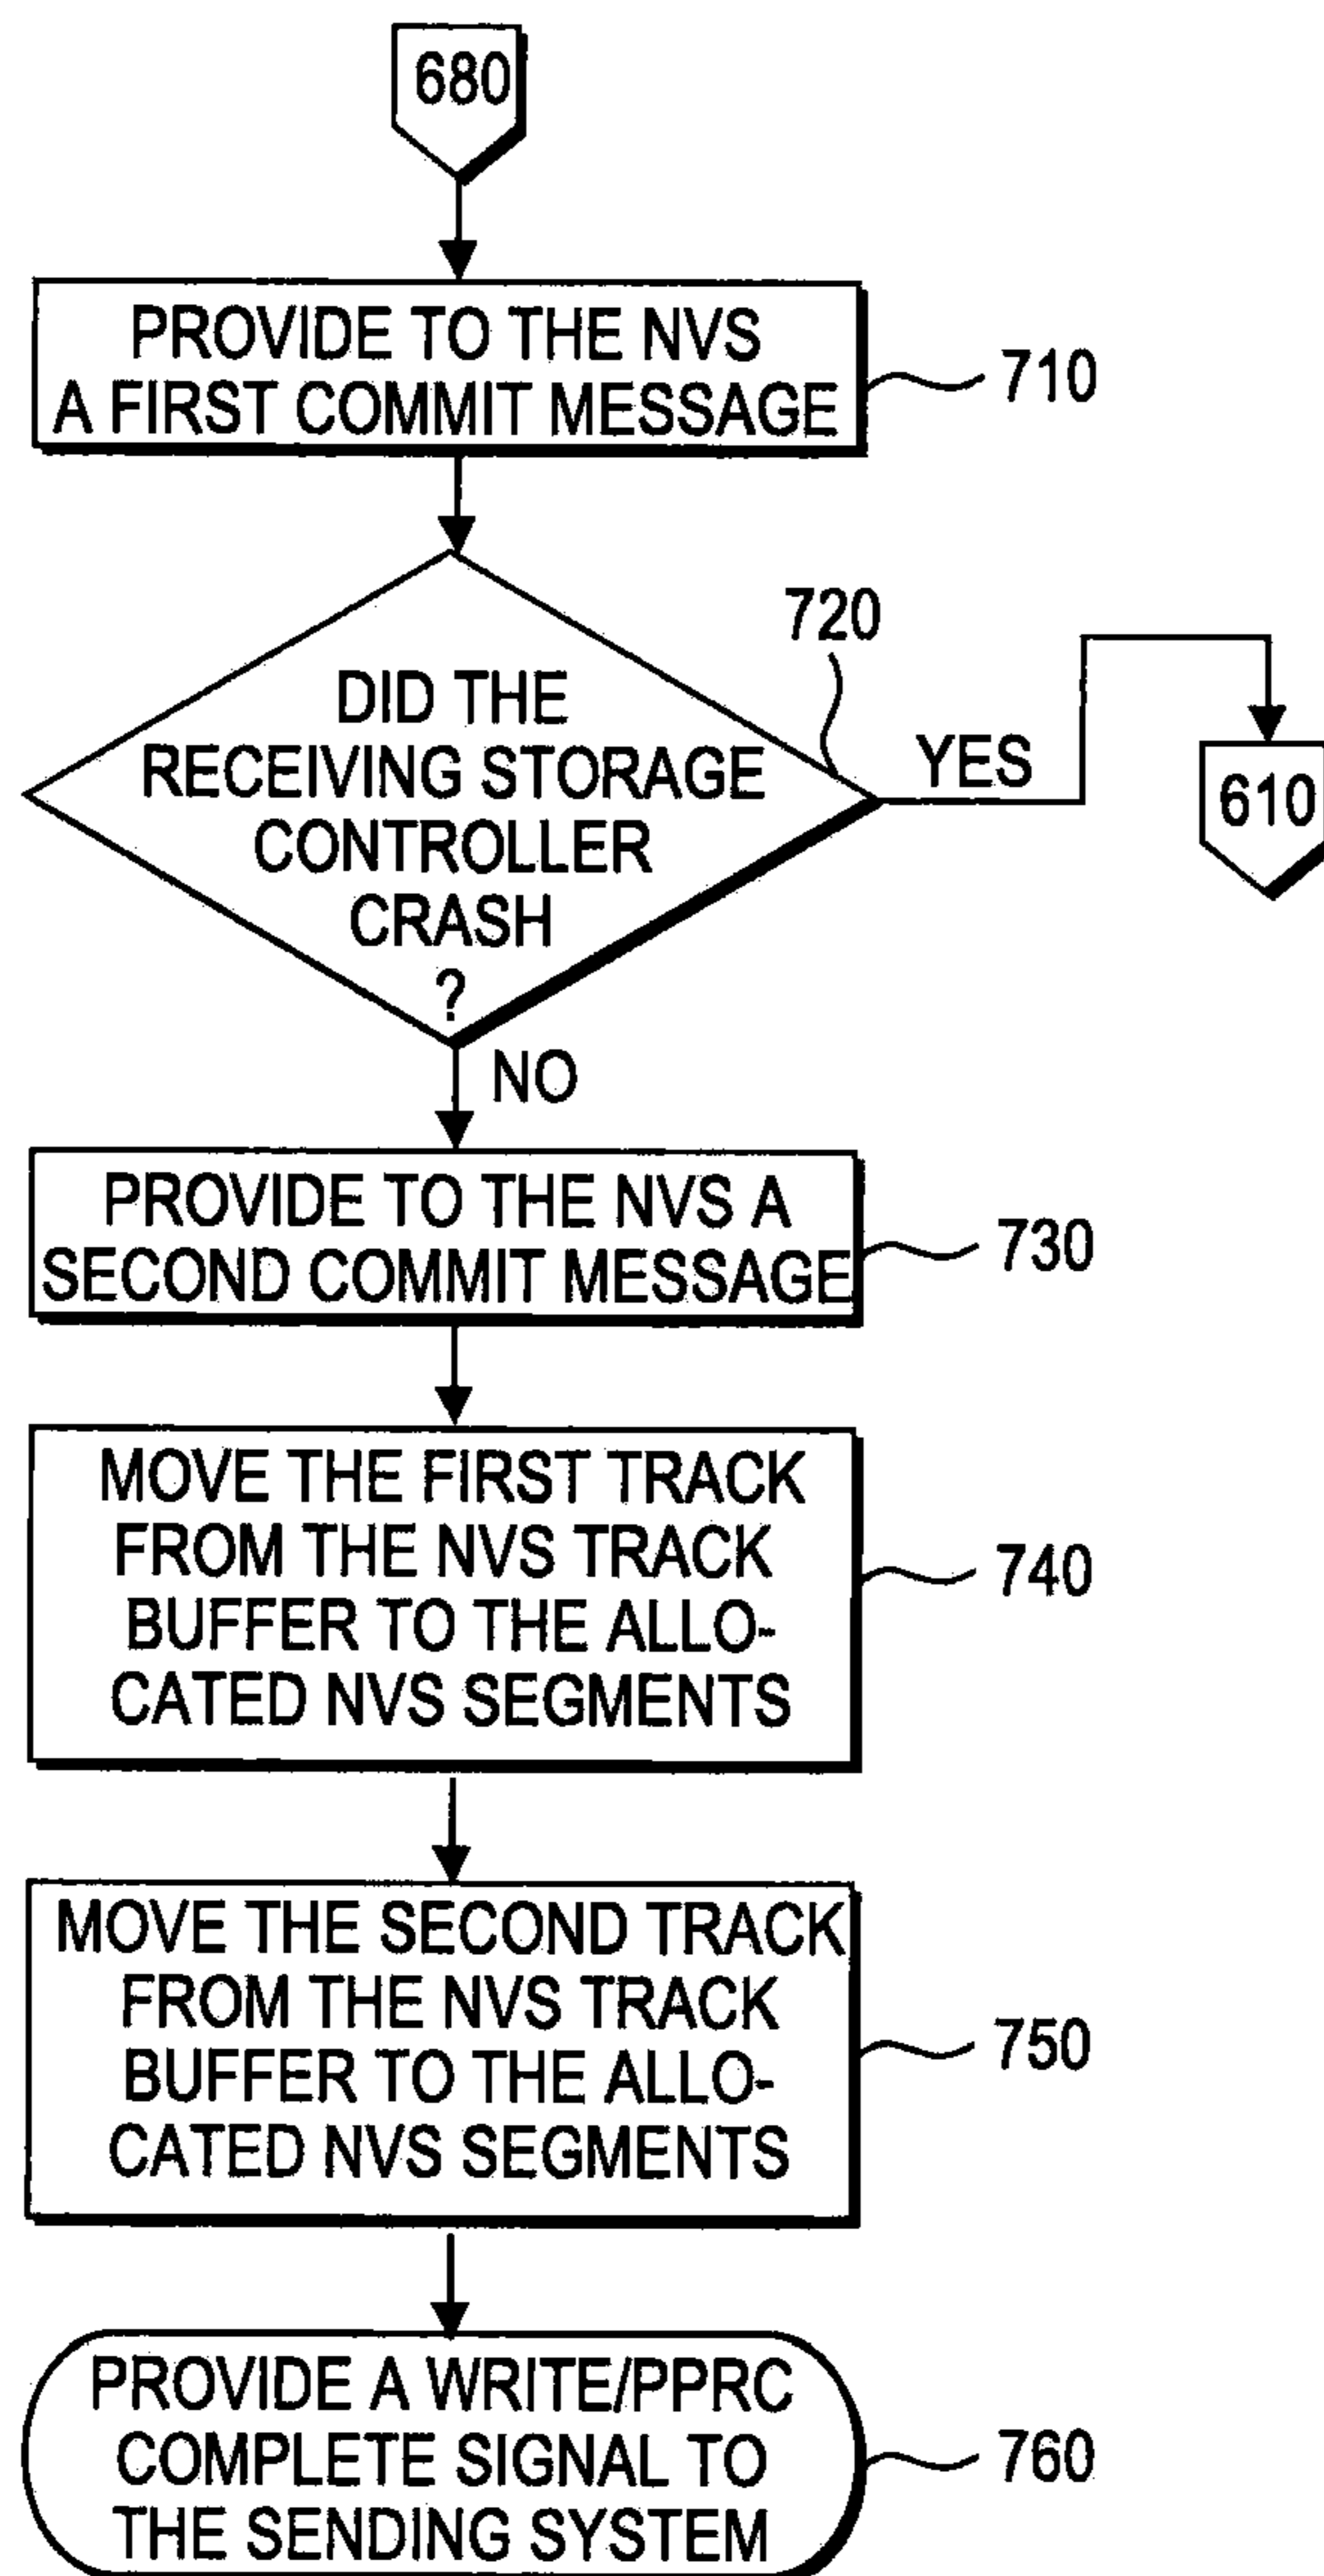 680
PROVIDE TO THE NVS
A FIRST COMMIT MESSAGE
710
720
DID THE
RECEIVING STORAGE
CONTROLLER
CRASH
?
YES
610
NO
PROVIDE TO THE NVS A
SECOND COMMIT MESSAGE
730
MOVE THE FIRST TRACK
FROM THE NVS TRACK
BUFFER TO THE ALLO-
CATED NVS SEGMENTS
740
MOVE THE SECOND TRACK
FROM THE NVS TRACK
BUFFER TO THE ALLO-
CATED NVS SEGMENTS
750
PROVIDE A WRITE/PPRC
COMPLETE SIGNAL TO
THE SENDING SYSTEM
760